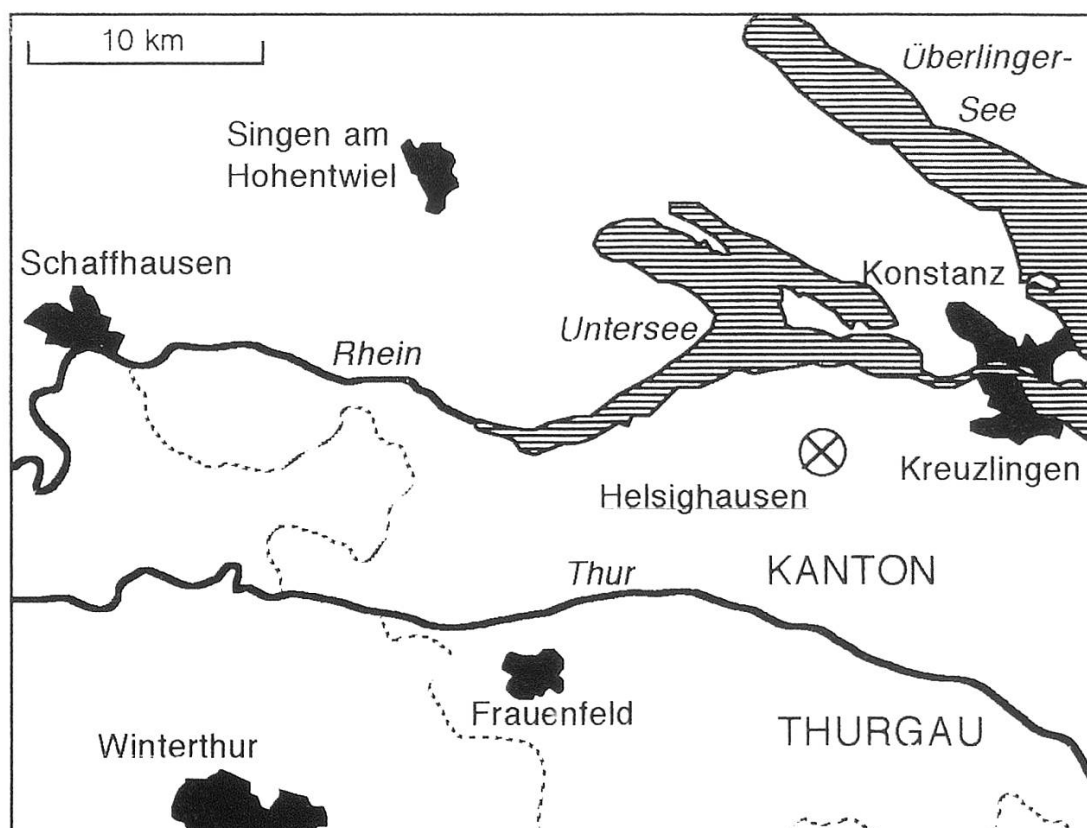 10 km
Überlinger-
See
Singen am
Hohentwiel
Schaffhausen
Konstanz
Untersee
Rhein
Kreuzlingen
Helsighausen
Thur
KANTON
Frauenfeld
THURGAU
Winterthur